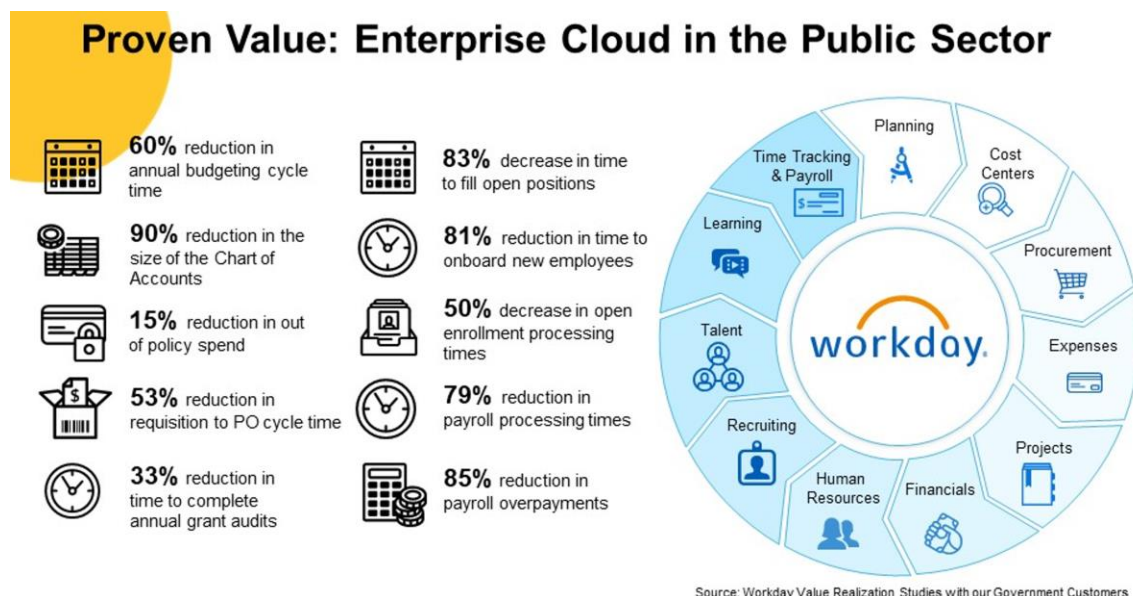 Proven Value: Enterprise Cloud in the Public Sector
60% reduction in
annual budgeting cycle
time
90% reduction in the
size of the Chart of
Accounts
15% reduction in out
of policy spend
53% reduction in
requisition to PO cycle time
33% reduction in
time to complete
annual grant audits
83% decrease in time
to fill open positions
81% reduction in time to
onboard new employees
50% decrease in open
enrollment processing
times
79% reduction in
payroll processing times
85% reduction in
payroll overpayments
Planning
Cost
Centers
Procurement
Expenses
Projects
Financials
Human
Resources
Recruiting
Talent
Learning
Time Tracking
& Payroll
$
$
workday®
Source: Workday Value Realization Studies with our Government Customers